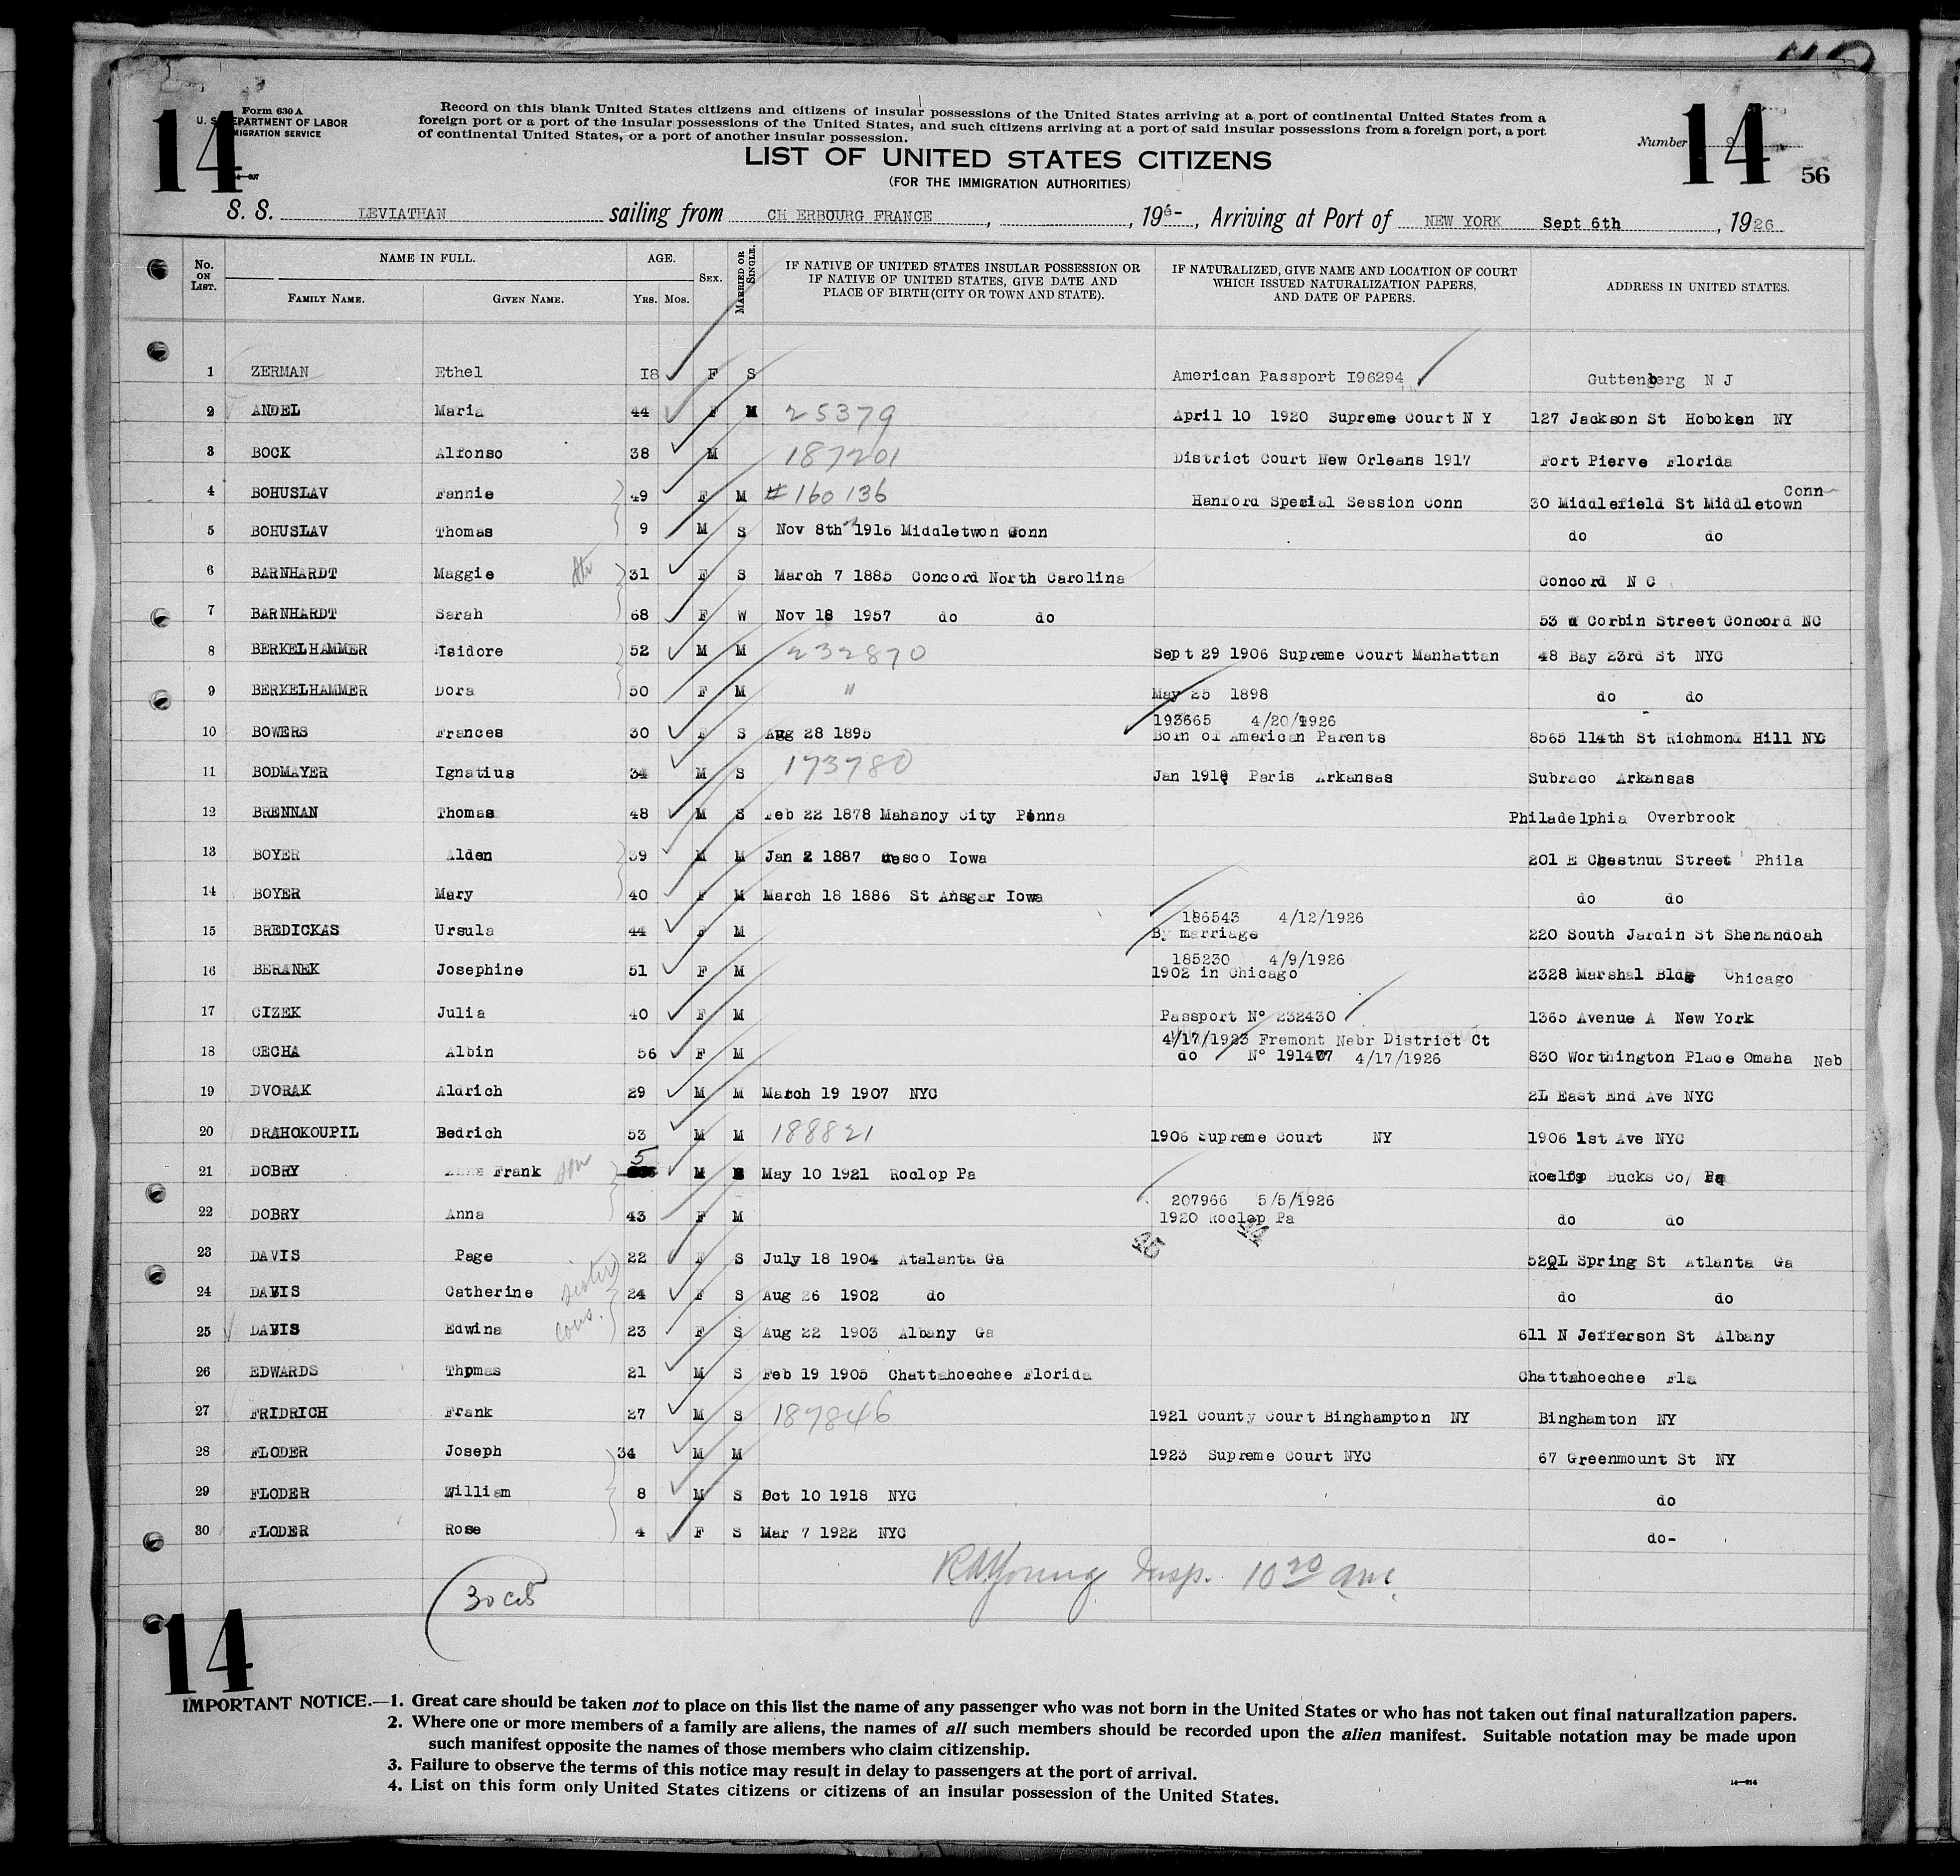 14
Form 630 A
U. S. DEPARTMENT OF LABOR
IMMIGRATION SERVICE
Record on this blank United States citizens and citizens of insular possessions of the United States arriving at a port of continental United States from a
foreign port or a port of the insular possessions of the United States, and such citizens arriving at a port of said insular possessions from a foreign port, a port
of continental United States, or a port of another insular possession.
Number 14
56
LIST OF UNITED STATES CITIZENS
(FOR THE IMMIGRATION AUTHORITIES)
S. S. LEVIATHAN sailing from CH ERBOURG FRANCE, , 196-, Arriving at Port of NEW YORK Sept 6th , 1926
No. ON LIST. NAME IN FULL. FAMILY NAME. GIVEN NAME. AGE. YRS. MOS. SEX. MARRIED OR SINGLE. IF NATIVE OF UNITED STATES INSULAR POSSESSION OR IF NATIVE OF UNITED STATES, GIVE DATE AND PLACE OF BIRTH (CITY OR TOWN AND STATE). IF NATURALIZED, GIVE NAME AND LOCATION OF COURT WHICH ISSUED NATURALIZATION PAPERS, AND DATE OF PAPERS. ADDRESS IN UNITED STATES.
1 ZERMAN Ethel I8 F S American Passport I96294 Guttenberg N J
2 ANDEL Maria 44 F M 25379 April 10 1920 Supreme Court N Y 127 Jackson St Hoboken NY
3 BOCK Alfonso 38 M 187201 District Court New Orleans 1917 Fort Pierve Florida
4 BOHUSLAV Fannie 49 F M #160136 Hanford Special Session Conn 30 Middlefield St Middletown Conn
5 BOHUSLAV Thomas 9 M S Nov 8th 1916 Middletwon Conn do do
6 BARNHARDT Maggie 31 F S March 7 1885 Concord North Carolina Concord N C
7 BARNHARDT Sarah 68 F W Nov 18 1957 do do 53 Corbin Street Concord NC
8 BERKELHAMMER Isidore 52 M M 232870 Sept 29 1906 Supreme Court Manhattan 48 Bay 23rd St NYC
9 BERKELHAMMER Dora 50 F M " May 25 1898 do do
193665 4/20/1926
10 BOWERS Frances 30 F S Aug 28 1895 Born of American Parents 8565 114th St Richmond Hill NY
11 BODMAYER Ignatius 34 M S 173780 Jan 1919 Paris Arkansas Subraco Arkansas
12 BRENNAN Thomas 48 M S Feb 22 1878 Mahanoy City Penna Philadelphia Overbrook
13 BOYER Alden 39 M M Jan 2 1887 Cresco Iowa 201 E Chestnut Street Phila
14 BOYER Mary 40 F M March 18 1886 St Ansgar Iowa do do
186543 4/12/1926
15 BREDICKAS Ursula 44 F M By marriage 220 South Jardin St Shenandoah
185230 4/9/1926
16 BERANEK Josephine 51 F M 1902 in Chicago 2328 Marshal Bldg Chicago
17 CIZEK Julia 40 F M Passport N° 232430 1365 Avenue A New York
4/17/1923 Fremont Nebr District Ct
18 CECHA Albin 56 F M do N° 191477 4/17/1926 830 Worthington Place Omaha Neb
19 DVORAK Aldrich 29 M M March 19 1907 NYC 2L East End Ave NYC
20 DRAHOKOUPIL Bedrich 53 M M 188821 1906 Supreme Court NY 1906 1st Ave NYC
21 DOBRY Frank son 5 M S May 10 1921 Roclop Pa Roclop Bucks Co/ Pa
207966 5/5/1926
22 DOBRY Anna 43 F M 1920 Roclop Pa do do
23 DAVIS Page 22 F S July 18 1904 Atalanta Ga 520L Spring St Atlanta Ga
24 DAVIS Catherine sister 24 F S Aug 26 1902 do do do
25 DAVIS Edwina cous. 23 F S Aug 22 1903 Albany Ga 611 N Jefferson St Albany
26 EDWARDS Thomas 21 M S Feb 19 1905 Chattahoechee Florida Chattahoechee Fla
27 FRIDRICH Frank 27 M S 187846 1921 County Court Binghampton NY Binghamton NY
28 FLODER Joseph 34 M M 1923 Supreme Court NYC 67 Greenmount St NY
29 FLODER William 8 M S Oct 10 1918 NYC do
30 FLODER Rose 4 F S Mar 7 1922 NYC do-
Young Insp. 10 20
30
14
IMPORTANT NOTICE.—1. Great care should be taken not to place on this list the name of any passenger who was not born in the United States or who has not taken out final naturalization papers.
2. Where one or more members of a family are aliens, the names of all such members should be recorded upon the alien manifest. Suitable notation may be made upon
such manifest opposite the names of those members who claim citizenship.
3. Failure to observe the terms of this notice may result in delay to passengers at the port of arrival.
4. List on this form only United States citizens or citizens of an insular possession of the United States.